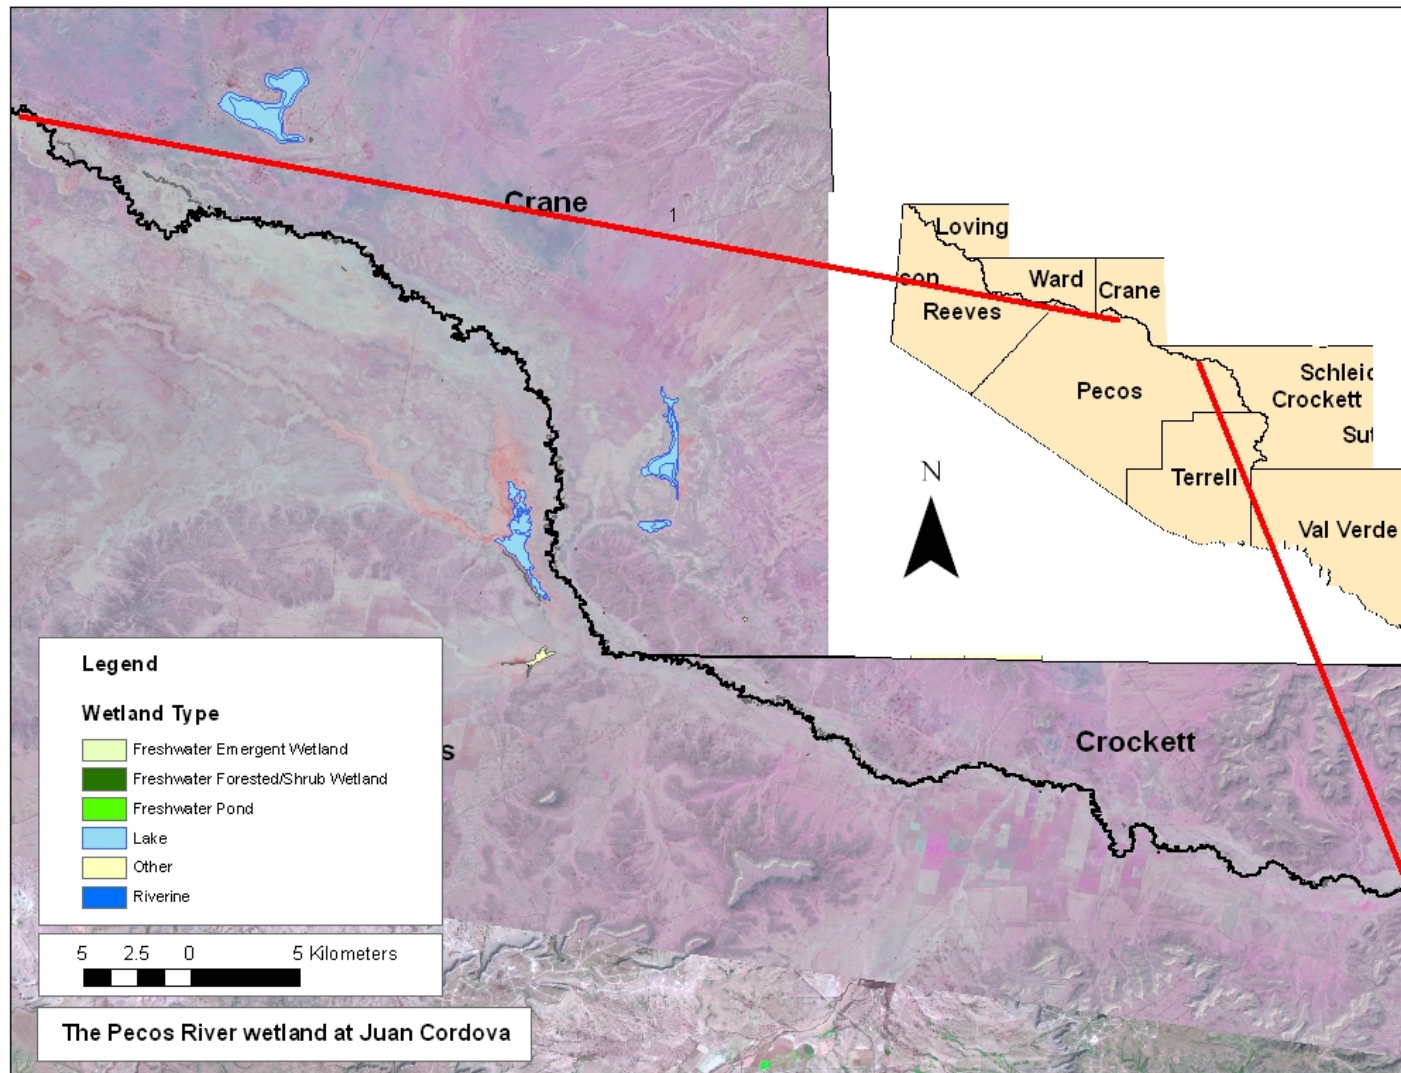 Crane
1
Loving
son
Ward
Crane
Reeves
Schleic
Pecos
Crockett
Sut
N
Terrell
Val Verde
Legend
Wetland Type
s
Crockett
Freshwater Emergent Wetland
Freshwater Forested/Shrub Wetland
Freshwater Pond
Lake
Other
Riverine
5 2.5 0 5 Kilometers
The Pecos River wetland at Juan Cordova